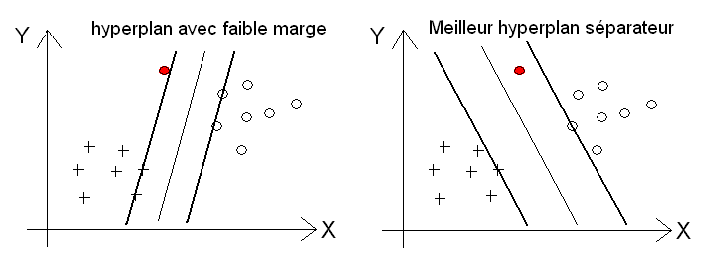 hyperplan avec faible marge
Y
X
Meilleur hyperplan séparateur
Y
X